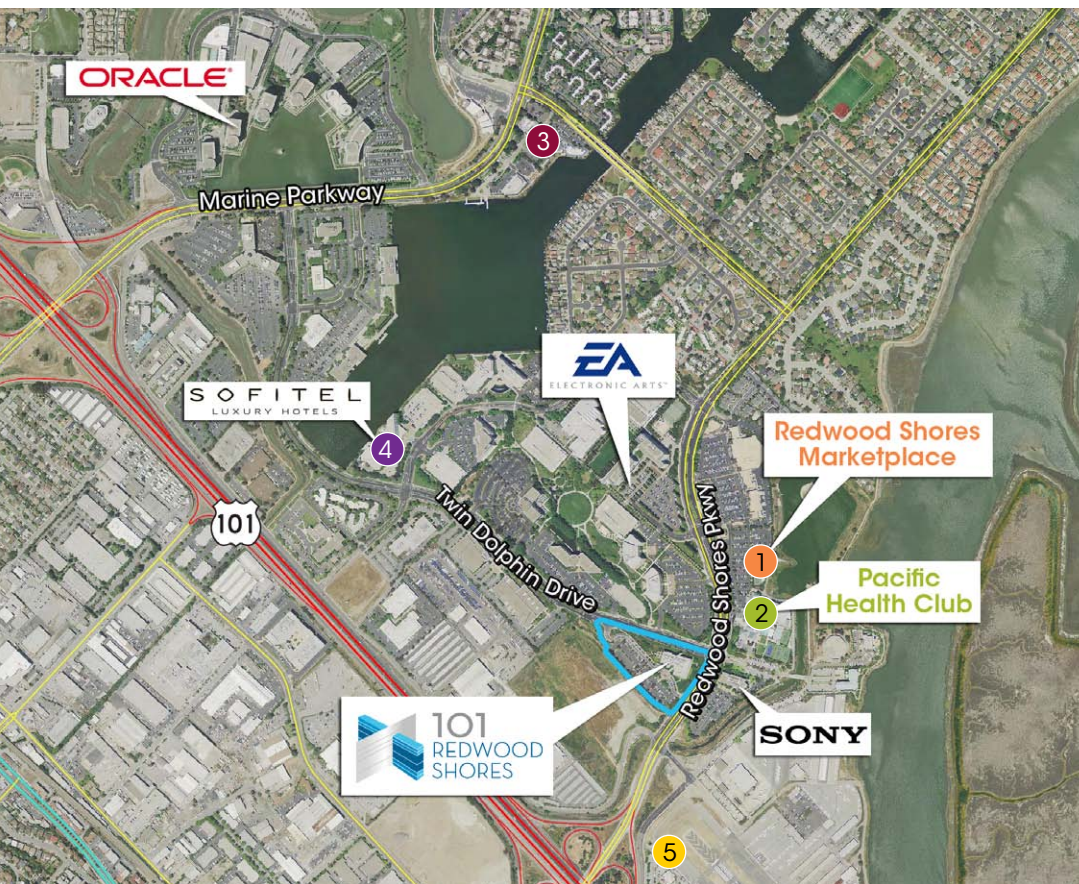 ORACLE
3
Marine Parkway
EA
ELECTRONIC ARTS™
SOFITEL
LUXURY HOTELS
4
Redwood Shores
Marketplace
101
Twin Dolphin Drive
Redwood Shores Pkwy
1
Pacific
Health Club
2
101
REDWOOD
SHORES
SONY
5